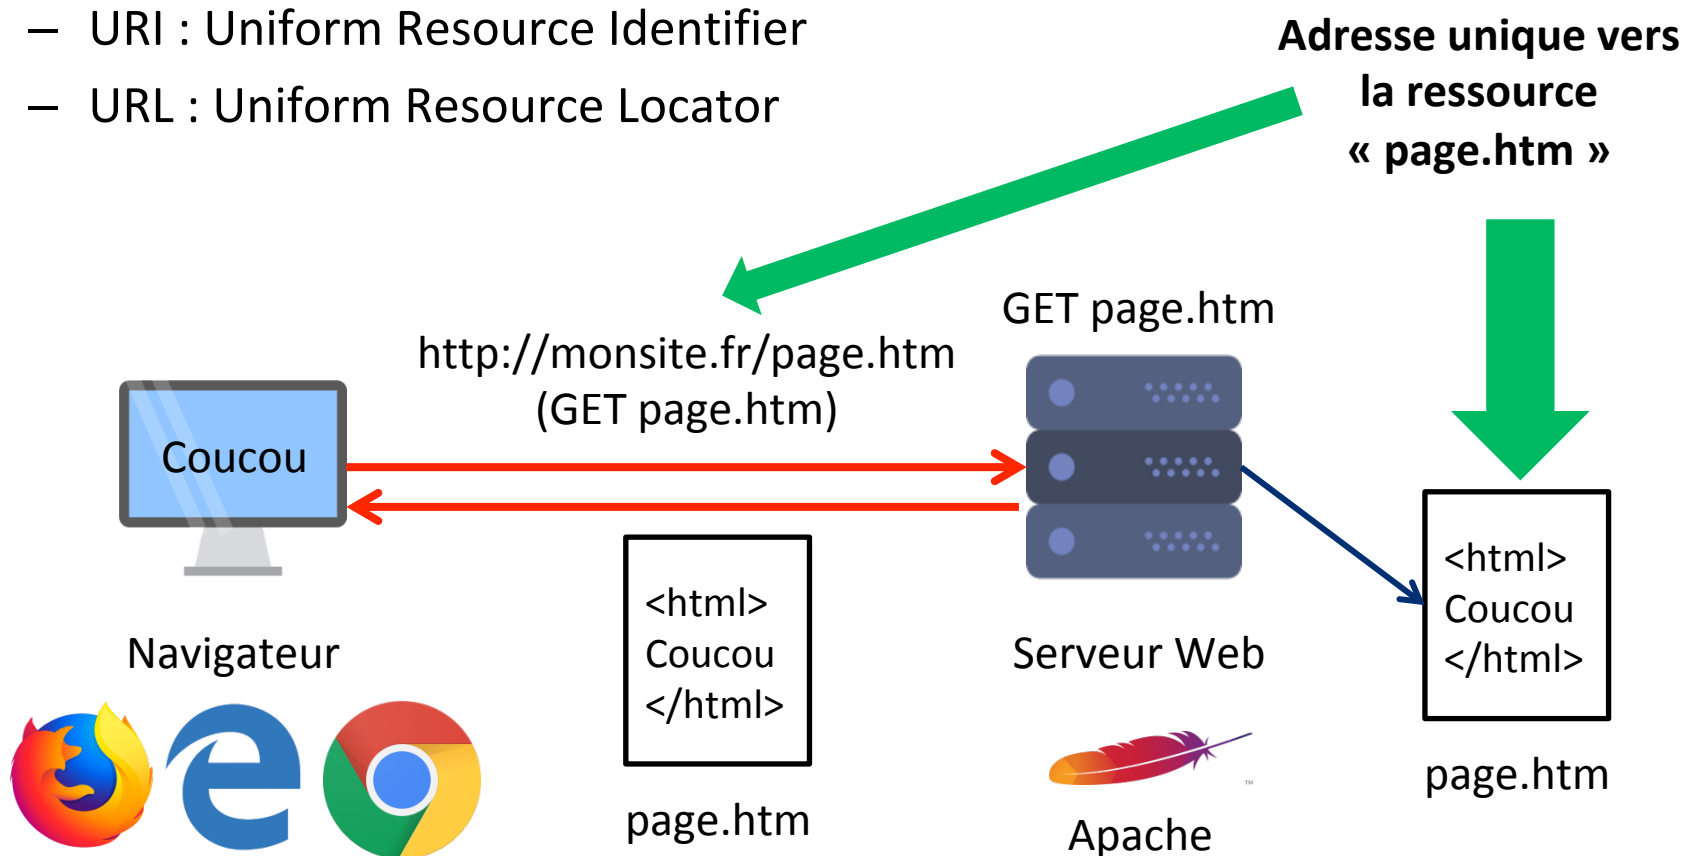 – URI : Uniform Resource Identifier
– URL : Uniform Resource Locator
Adresse unique vers
la ressource
« page.htm »
http://monsite.fr/page.htm
(GET page.htm)
GET page.htm
Coucou
Navigateur
<html>
Coucou
</html>
page.htm
Serveur Web
Apache
TM
<html>
Coucou
</html>
page.htm